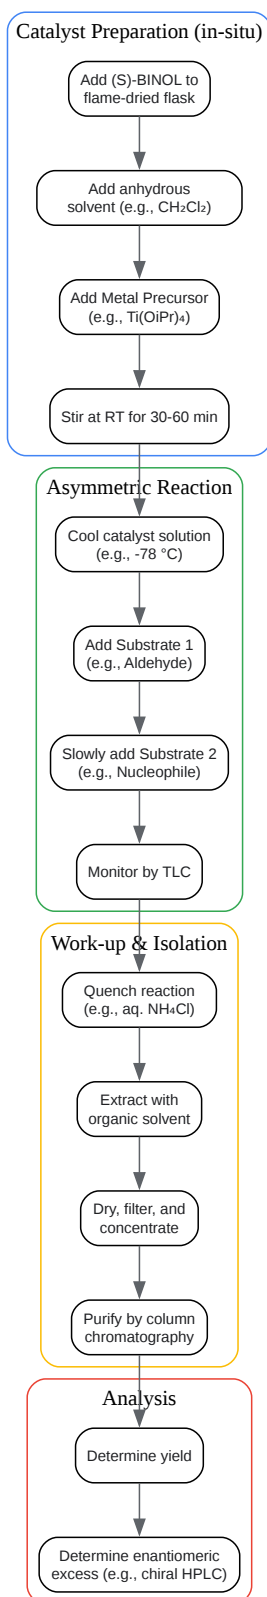 Catalyst Preparation (in-situ)
Add (S)-BINOL to
flame-dried flask
Add anhydrous
solvent (e.g., CH₂Cl₂)
Add Metal Precursor
(e.g., Ti(OiPr)₄)
Stir at RT for 30-60 min
Asymmetric Reaction
Cool catalyst solution
(e.g., -78 °C)
Add Substrate 1
(e.g., Aldehyde)
Slowly add Substrate 2
(e.g., Nucleophile)
Monitor by TLC
Work-up & Isolation
Quench reaction
(e.g., aq. NH₄Cl)
Extract with
organic solvent
Dry, filter, and
concentrate
Purify by column
chromatography
Analysis
Determine yield
Determine enantiomeric
excess (e.g., chiral HPLC)